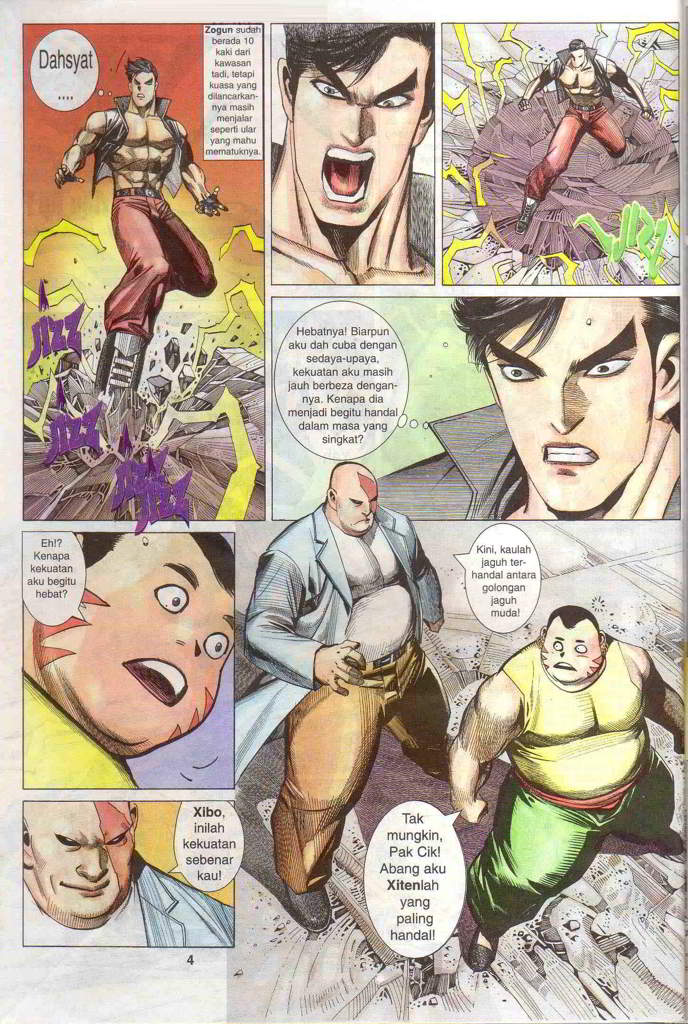 Dahsyat
....
Zogun sudah
berada 10
kaki dari
kawasan
tadi, tetapi
kuasa yang
dilancarkan-
nya masih
menjalar
seperti ular
yang mahu
mematuknya.
JIZZ
JIZZ
JIZZ
JIZZ
JIZZ
Hebatnya! Biarpun
aku dah cuba dengan
sedaya-upaya,
kekuatan aku masih
jauh berbeza dengan-
nya. Kenapa dia
menjadi begitu handal
dalam masa yang
singkat?
Eh!?
Kenapa
kekuatan
aku begitu
hebat?
Kini, kaulah
jaguh ter-
handal antara
golongan
jaguh
muda!
Xibo,
inilah
kekuatan
sebenar
kau!
Tak
mungkin,
Pak Cik!
Abang aku
Xitenlah
yang
paling
handal!
4